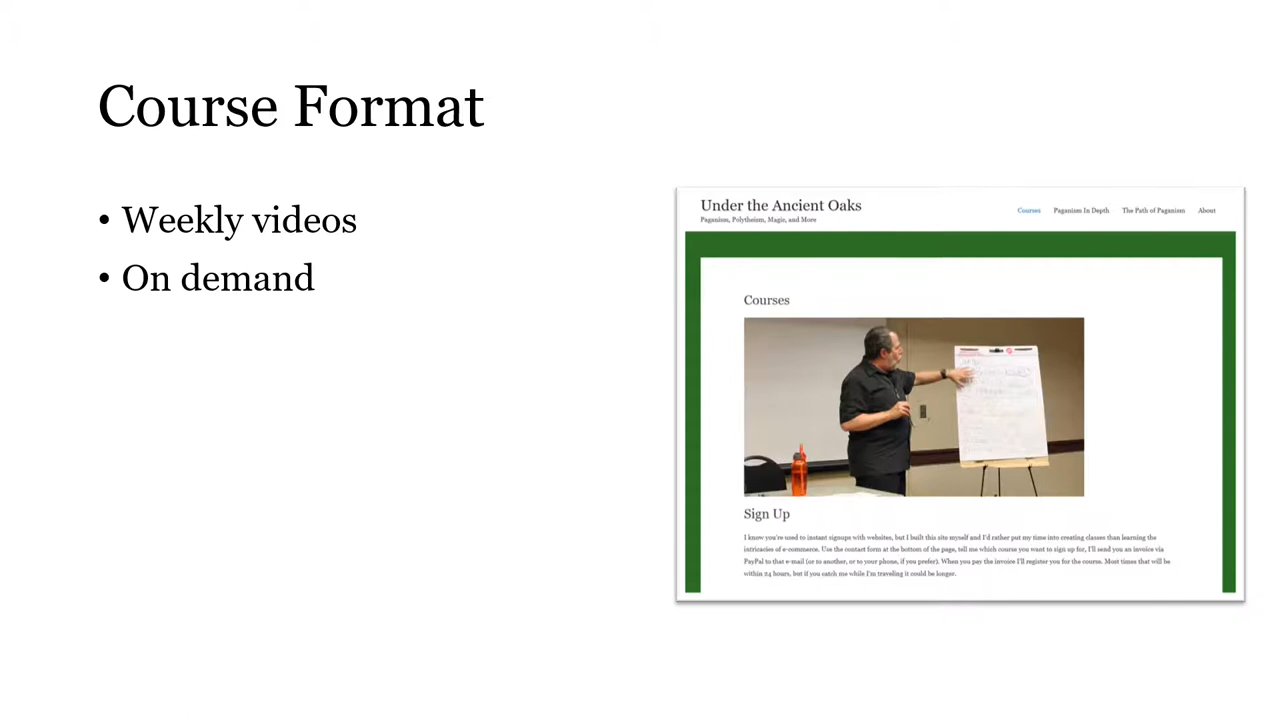 Course Format
• Weekly videos
• On demand
Under the Ancient Oaks
Paganism, Polytheism, Magic, and More
Courses Paganism In Depth The Path of Paganism About
Courses
Sign Up
I know you're used to instant signups with websites, but I built this site myself and I'd rather put my time into creating classes than learning the
intricacies of e-commerce. Use the contact form at the bottom of the page, tell me which course you want to sign up for, I'll send you an invoice via
PayPal to that e-mail (or to another, or to your phone, if you prefer). When you pay the invoice I'll register you for the course. Most times that will be
within 24 hours, but if you catch me while I'm traveling it could be longer.